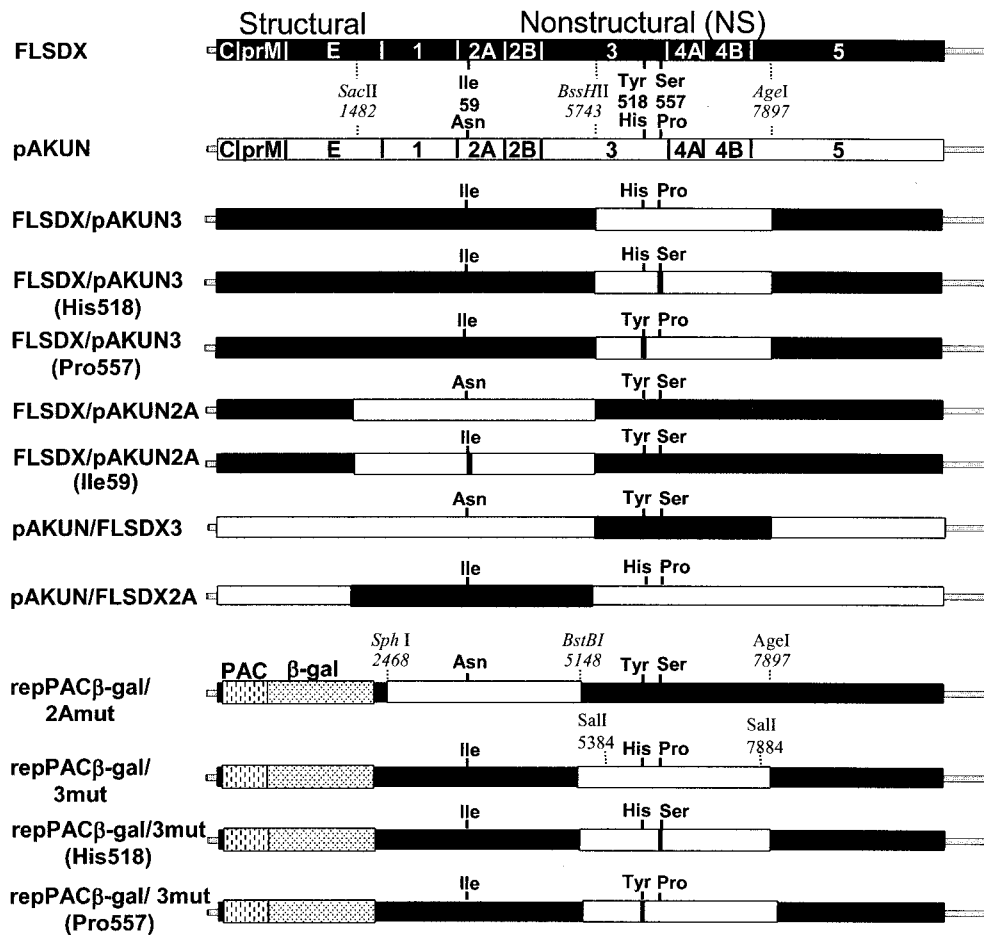 Structural Nonstructural (NS)
FLSDX C prM E 1 2A 2B 3 4A 4B 5
SacII Ile BssHII Tyr Ser AgeI
1482 59 5743 518 557 7897
Asn His Pro
pAKUN C prM E 1 2A 2B 3 4A 4B 5
Ile His Pro
FLSDX/pAKUN3
Ile His Ser
FLSDX/pAKUN3
(His518)
Ile Tyr Pro
FLSDX/pAKUN3
(Pro557)
Asn Tyr Ser
FLSDX/pAKUN2A
Ile Tyr Ser
FLSDX/pAKUN2A
(Ile59)
Asn Tyr Ser
pAKUN/FLSDX3
Ile His Pro
pAKUN/FLSDX2A
Sph I BstBI AgeI
PAC β-gal 2468 Asn 5148 Tyr Ser 7897
repPACβ-gal/
2Amut
SalI SalI
Ile 5384 His Pro 7884
repPACβ-gal/
3mut
Ile His Ser
repPACβ-gal/3mut
(His518)
Ile Tyr Pro
repPACβ-gal/ 3mut
(Pro557)